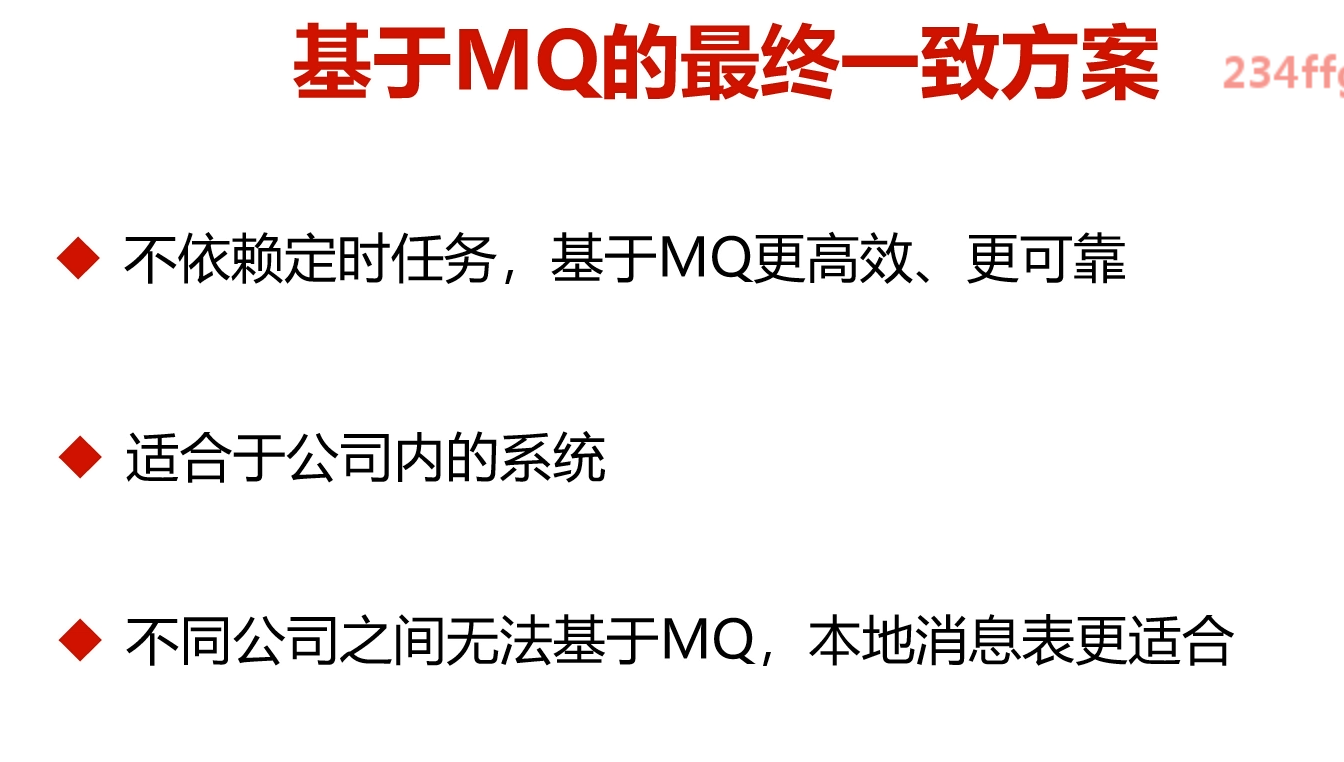 基于MQ的最终一致方案
234ff
不依赖定时任务，基于MQ更高效、更可靠
适合于公司内的系统
不同公司之间无法基于MQ，本地消息表更适合